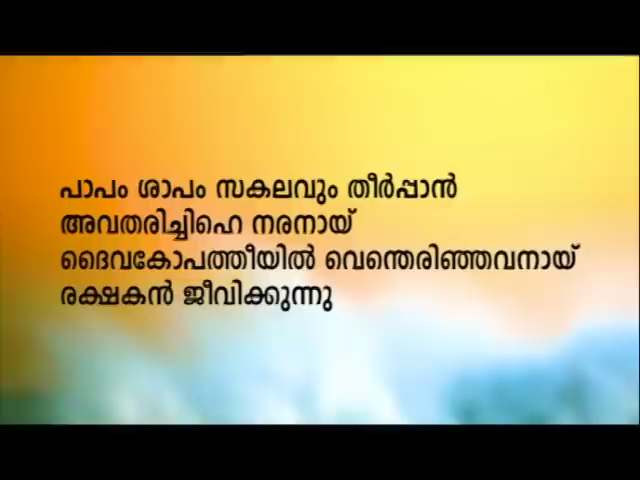 പാപം ശാപം സകലവും തീർപ്പാൻ
അവതരിച്ചിഹെ നരനായ്
ദൈവകോപത്തീയിൽ വെന്തെരിഞ്ഞവനായ്
രക്ഷകൻ ജീവിക്കുന്നു